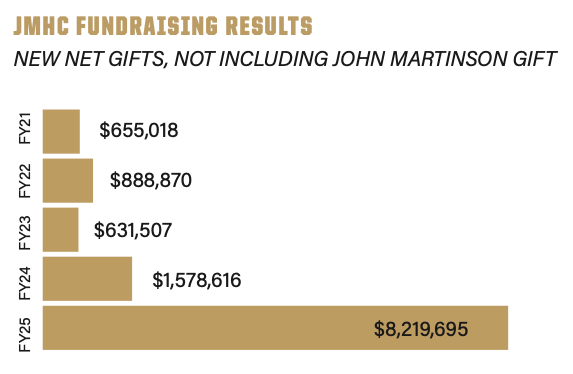 JMHC FUNDRAISING RESULTS
NEW NET GIFTS, NOT INCLUDING JOHN MARTINSON GIFT
FY21 $655,018
FY22 $888,870
FY23 $631,507
FY24 $1,578,616
FY25 $8,219,695